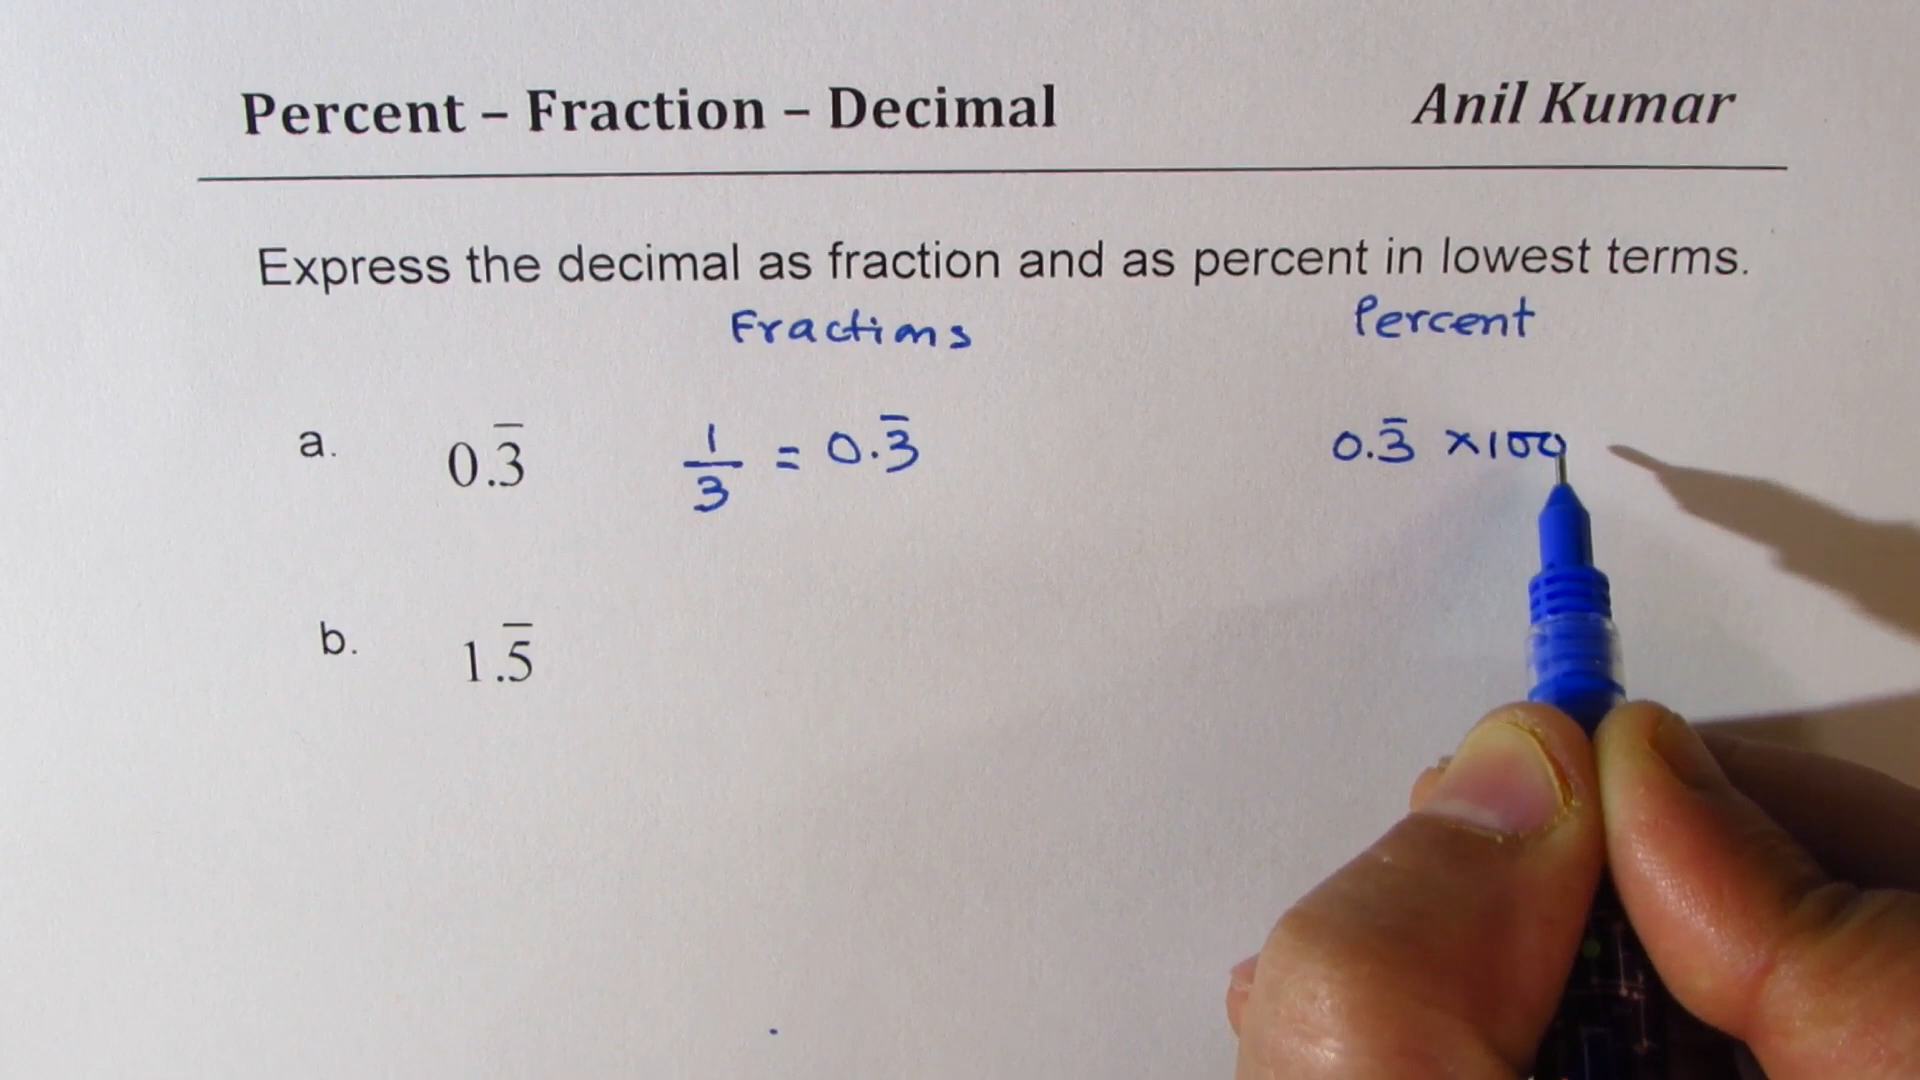 Percent – Fraction – Decimal Anil Kumar
Express the decimal as fraction and as percent in lowest terms.
Fractions Percent
a. 0.3̅ 1/3 = 0.3̅ 0.3̅ ×100
b. 1.5̅